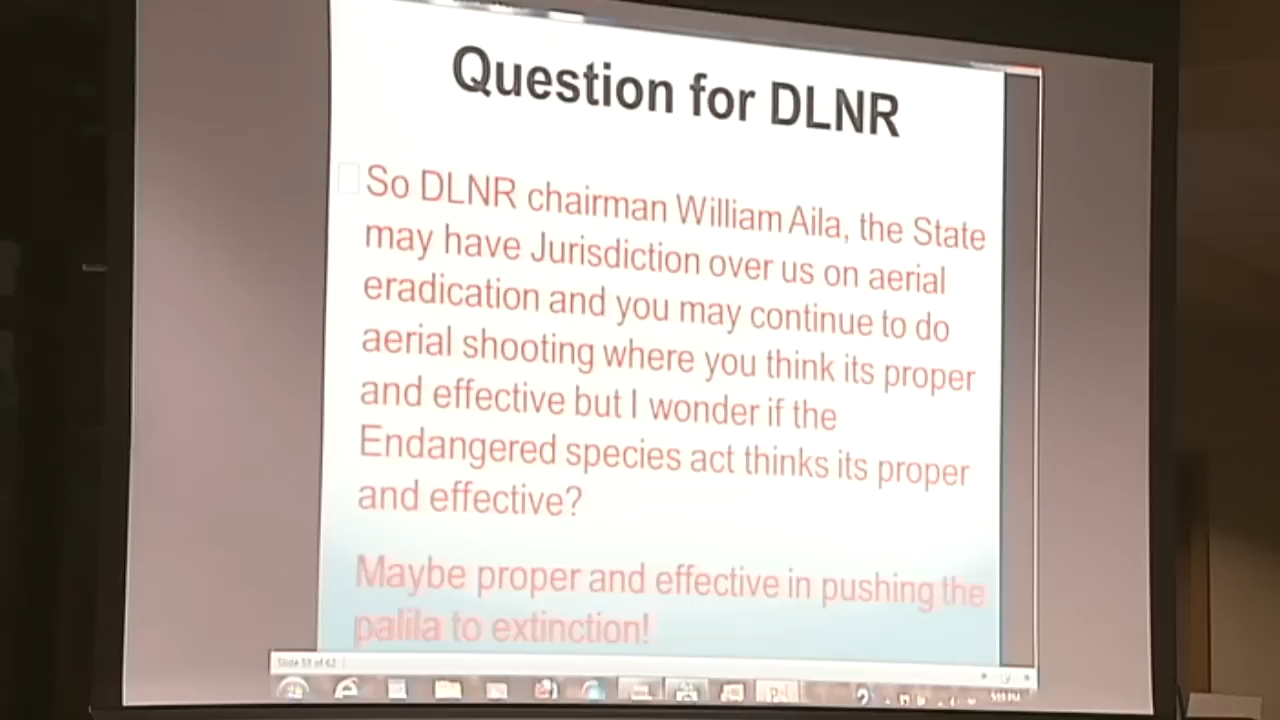 Question for DLNR
So DLNR chairman William Aila, the State
may have Jurisdiction over us on aerial
eradication and you may continue to do
aerial shooting where you think its proper
and effective but I wonder if the
Endangered species act thinks its proper
and effective?
Maybe proper and effective in pushing the
palila to extinction!